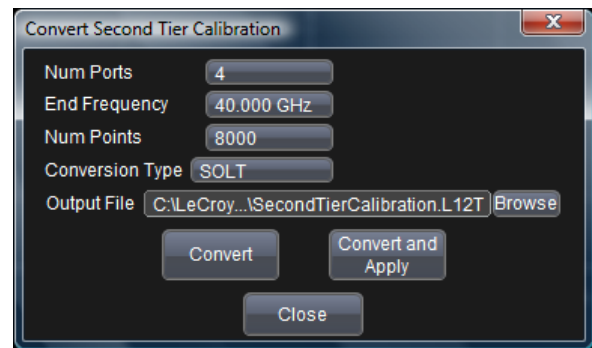 Convert Second Tier Calibration
Num Ports 4
End Frequency 40.000 GHz
Num Points 8000
Conversion Type SOLT
Output File C:\LeCroy...\SecondTierCalibration.L12T Browse
Convert
Convert and
Apply
Close